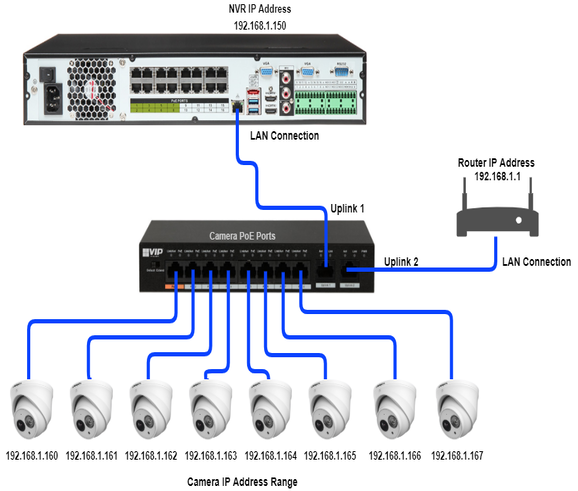 NVR IP Address
192.168.1.150
PoE PORTS
LAN Connection
Router IP Address
192.168.1.1
Uplink 1
Camera PoE Ports
VIP
Uplink 2
LAN Connection
192.168.1.160 192.168.1.161 192.168.1.162 192.168.1.163 192.168.1.164 192.168.1.165 192.168.1.166 192.168.1.167
Camera IP Address Range